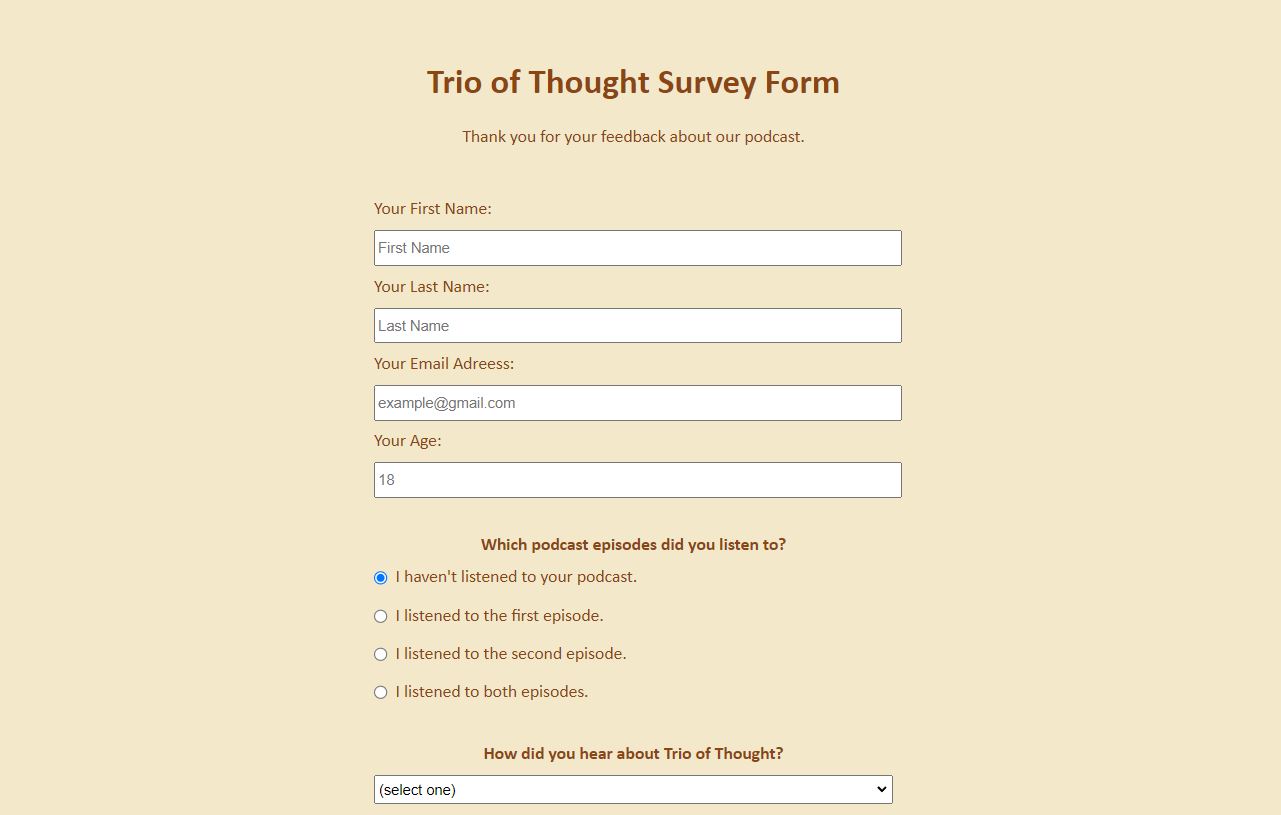 Trio of Thought Survey Form
Thank you for your feedback about our podcast.
Your First Name:
First Name
Your Last Name:
Last Name
Your Email Adreess:
example@gmail.com
Your Age:
18
Which podcast episodes did you listen to?
I haven't listened to your podcast.
I listened to the first episode.
I listened to the second episode.
I listened to both episodes.
How did you hear about Trio of Thought?
(select one)